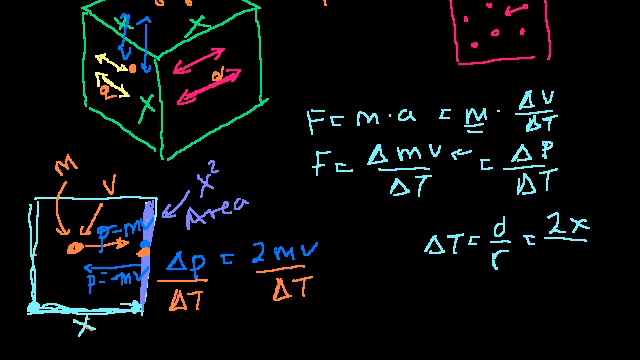 x
x
x
F = m · a = m · ΔV/ΔT
F = Δmv/ΔT = ΔP/ΔT
m
v
x²
Area
p=mv
p=-mv
Δp/ΔT = 2mv/ΔT
ΔT = d/r = 2x
x